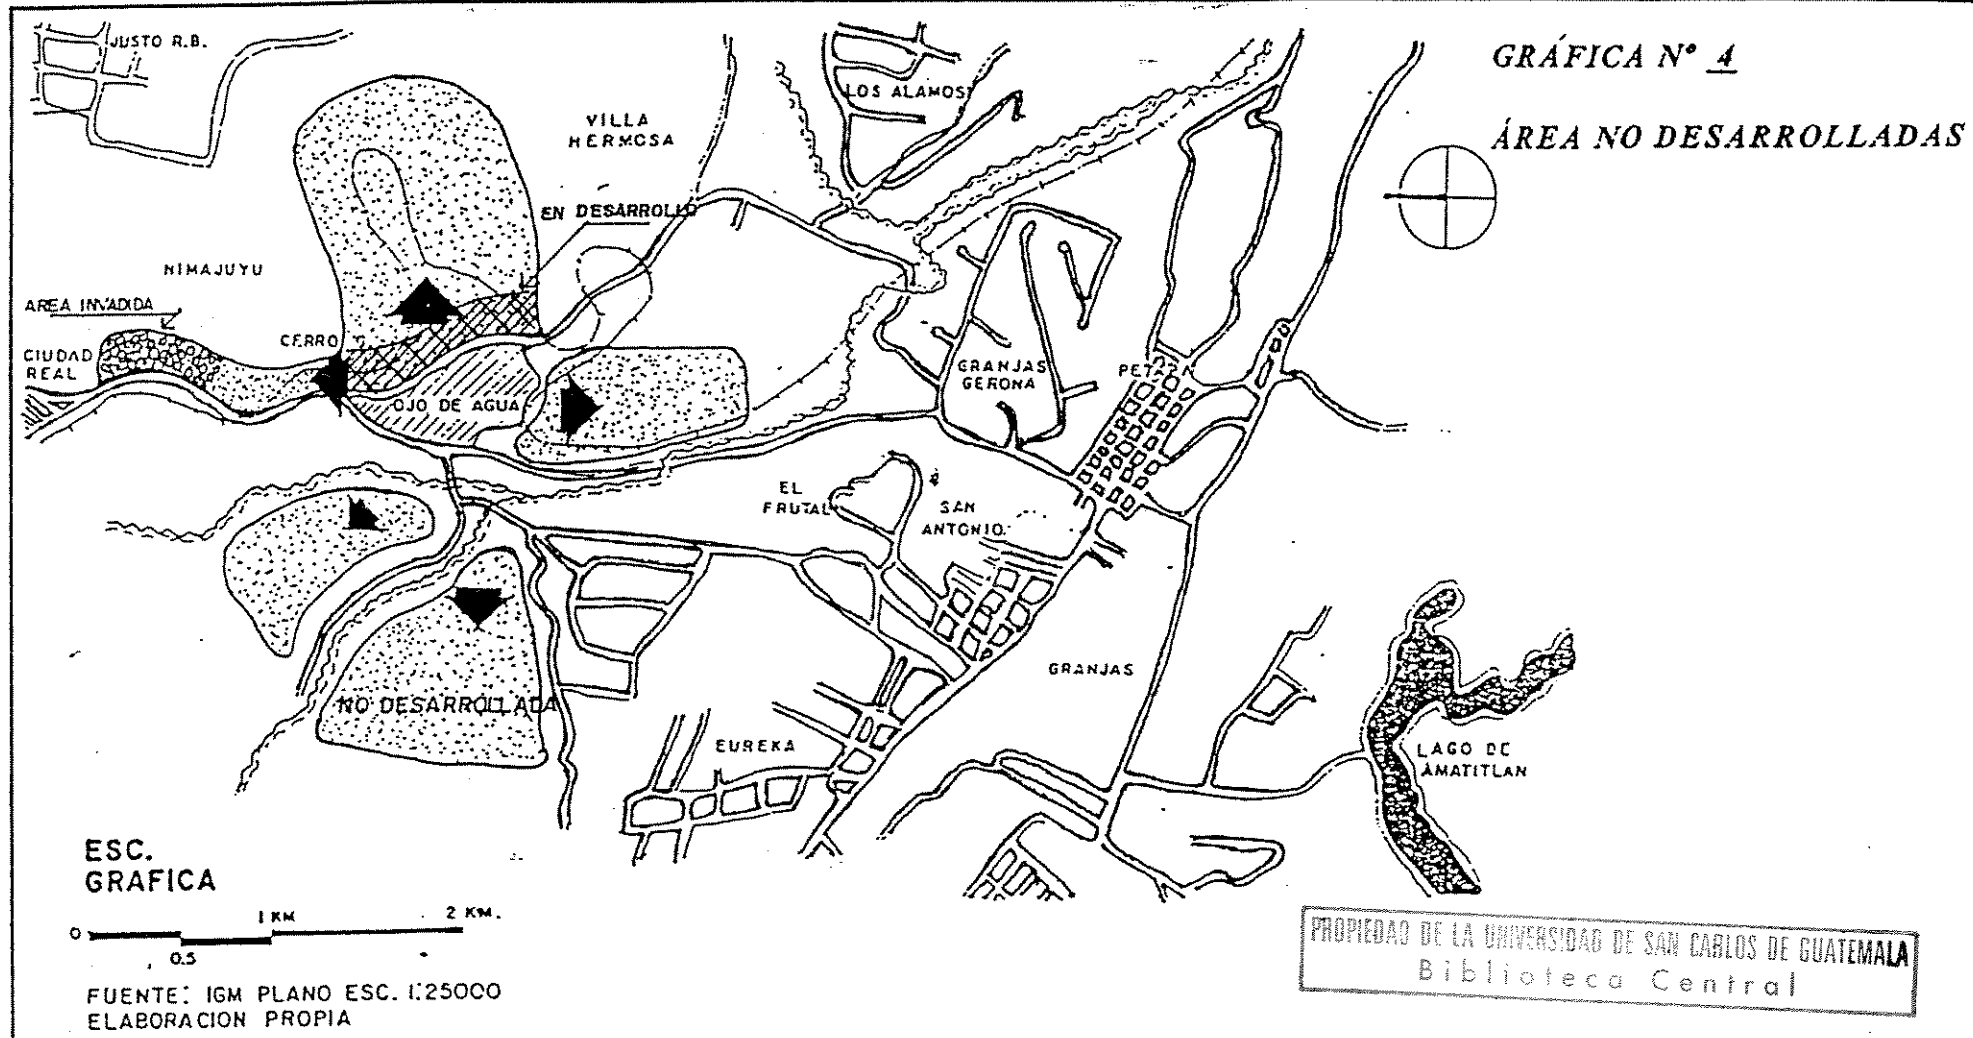 GRÁFICA Nº 4
ÁREA NO DESARROLLADAS
JUSTO R.B.
VILLA
HERMOSA
LOS ALAMOS
EN DESARROLLO
NIMAJUYU
AREA INVADIDA
CERRO
CIUDAD
REAL
OJO DE AGUA
GRANJAS
GERONA
PETAPA
EL
FRUTAL
SAN
ANTONIO
NO DESARROLLADA
GRANJAS
EUREKA
LAGO DE
AMATITLAN
ESC.
GRAFICA
0 0.5 1 KM 2 KM.
FUENTE: IGM PLANO ESC. 1:25000
ELABORACION PROPIA
PROPIEDAD DE LA UNIVERSIDAD DE SAN CARLOS DE GUATEMALA
Biblioteca Central